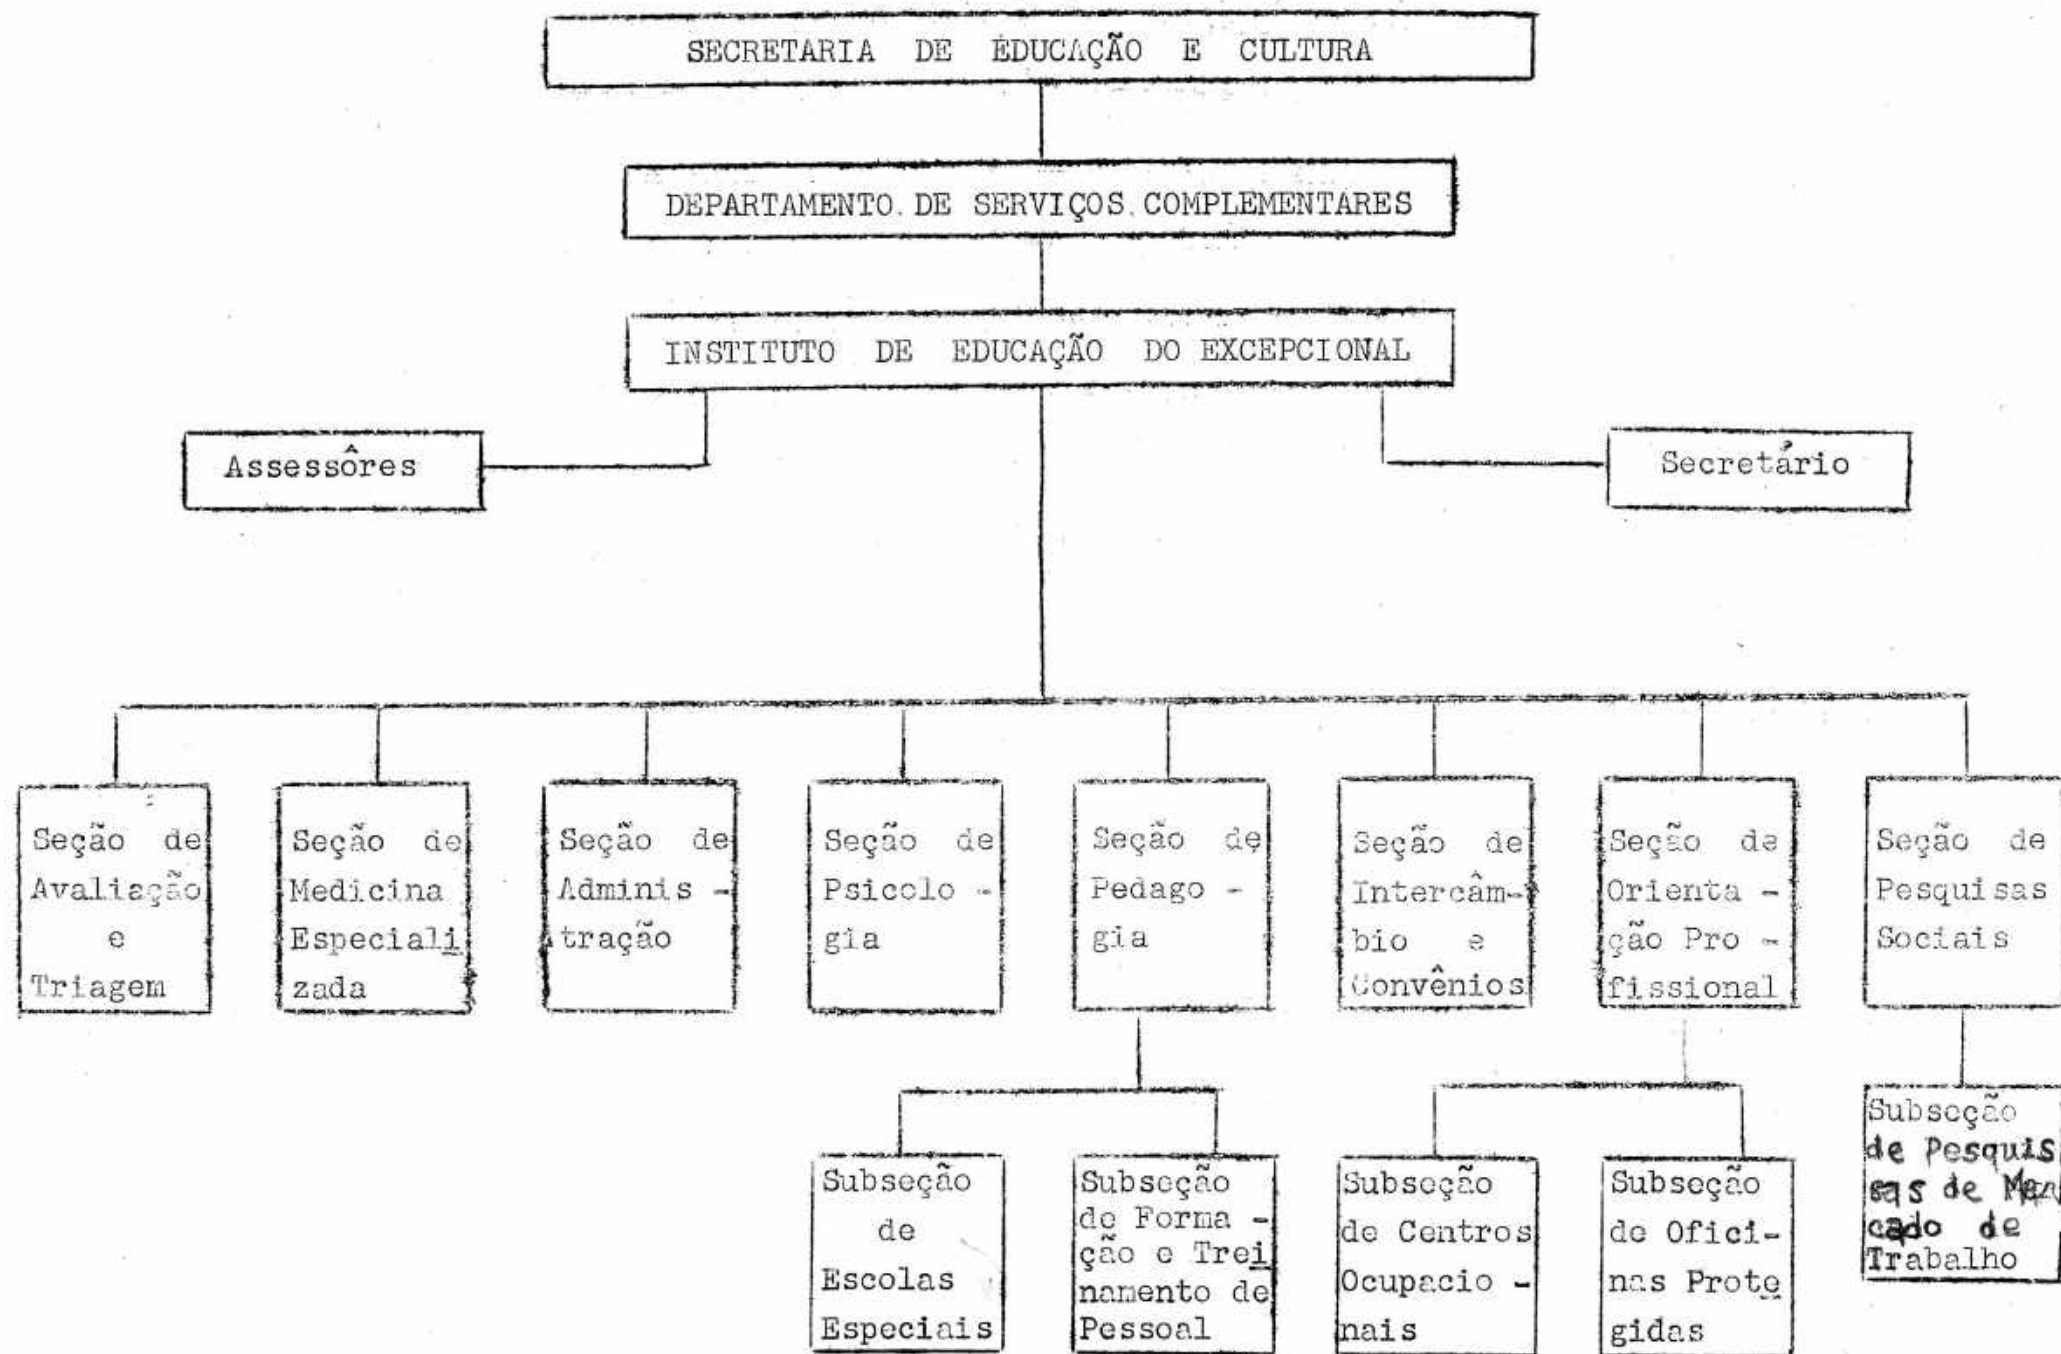 SECRETARIA DE EDUCAÇÃO E CULTURA
DEPARTAMENTO DE SERVIÇOS COMPLEMENTARES
INSTITUTO DE EDUCAÇÃO DO EXCEPCIONAL
Assessôres
Secretário
Seção de
Avaliação
e
Triagem
Seção de
Medicina
Especiali
zada
Seção de
Adminis -
tração
Seção de
Psicolo -
gia
Seção de
Pedago -
gia
Seção de
Intercâm-
bio e
Convênios
Seção de
Orienta -
ção Pro -
fissional
Seção de
Pesquisas
Sociais
Subseção
de
Escolas
Especiais
Subseção
de Forma -
ção e Trei
namento de
Pessoal
Subseção
de Centros
Ocupacio -
nais
Subseção
de Ofici-
nas Prote
gidas
Subseção
de Pesquis
sas de Mer
cado de
Trabalho